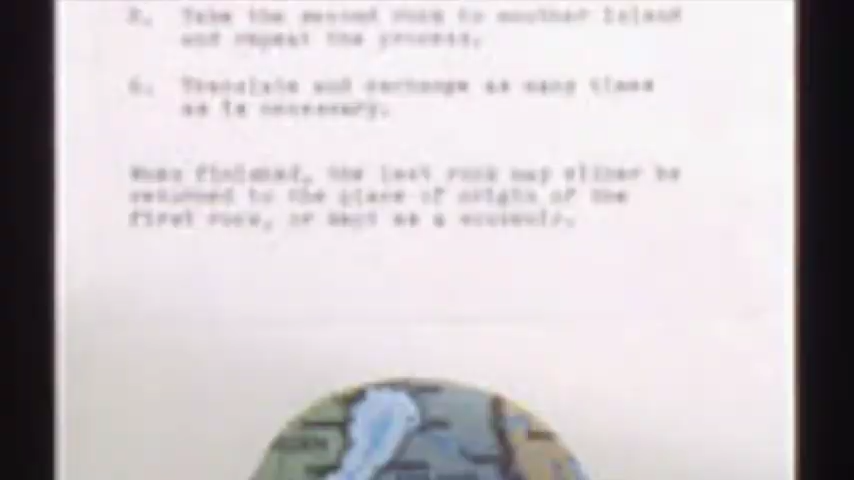 Take the second rock to another island
and repeat the process.
6. Translate and exchange as many times
as is necessary.
When finished, the last rock may either be
returned to the place of origin of the
first rock, or kept as a souvenir.